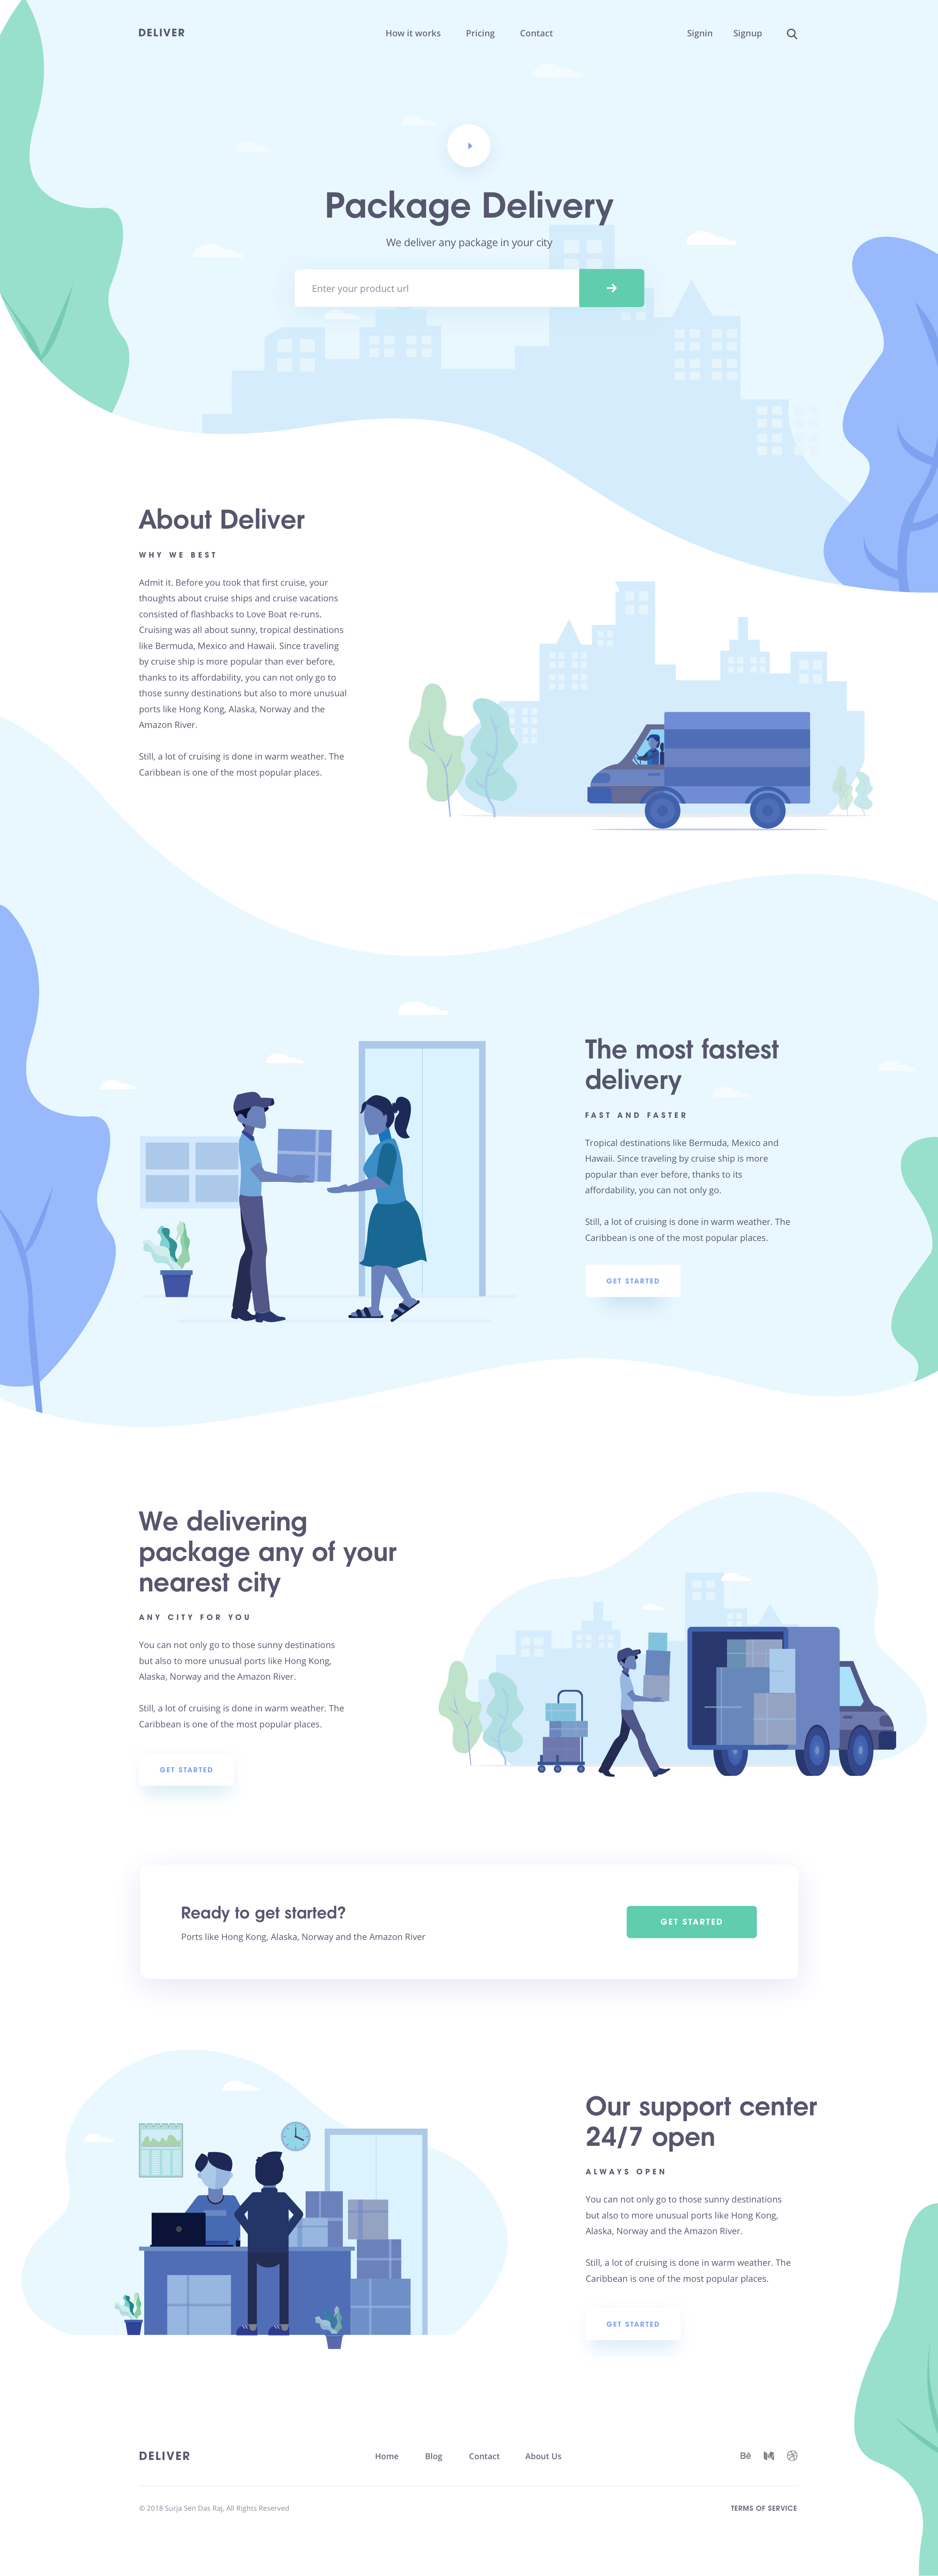 DELIVER
How it works Pricing Contact
Signin Signup
Package Delivery
We deliver any package in your city
Enter your product url
About Deliver
WHY WE BEST
Admit it. Before you took that first cruise, your
thoughts about cruise ships and cruise vacations
consisted of flashbacks to Love Boat re-runs.
Cruising was all about sunny, tropical destinations
like Bermuda, Mexico and Hawaii. Since traveling
by cruise ship is more popular than ever before,
thanks to its affordability, you can not only go to
those sunny destinations but also to more unusual
ports like Hong Kong, Alaska, Norway and the
Amazon River.
Still, a lot of cruising is done in warm weather. The
Caribbean is one of the most popular places.
The most fastest
delivery
FAST AND FASTER
Tropical destinations like Bermuda, Mexico and
Hawaii. Since traveling by cruise ship is more
popular than ever before, thanks to its
affordability, you can not only go.
Still, a lot of cruising is done in warm weather. The
Caribbean is one of the most popular places.
GET STARTED
We delivering
package any of your
nearest city
ANY CITY FOR YOU
You can not only go to those sunny destinations
but also to more unusual ports like Hong Kong,
Alaska, Norway and the Amazon River.
Still, a lot of cruising is done in warm weather. The
Caribbean is one of the most popular places.
GET STARTED
Ready to get started?
Ports like Hong Kong, Alaska, Norway and the Amazon River
GET STARTED
Our support center
24/7 open
ALWAYS OPEN
You can not only go to those sunny destinations
but also to more unusual ports like Hong Kong,
Alaska, Norway and the Amazon River.
Still, a lot of cruising is done in warm weather. The
Caribbean is one of the most popular places.
GET STARTED
DELIVER
Home Blog Contact About Us
Bē
© 2018 Surja Sen Das Raj, All Rights Reserved
TERMS OF SERVICE